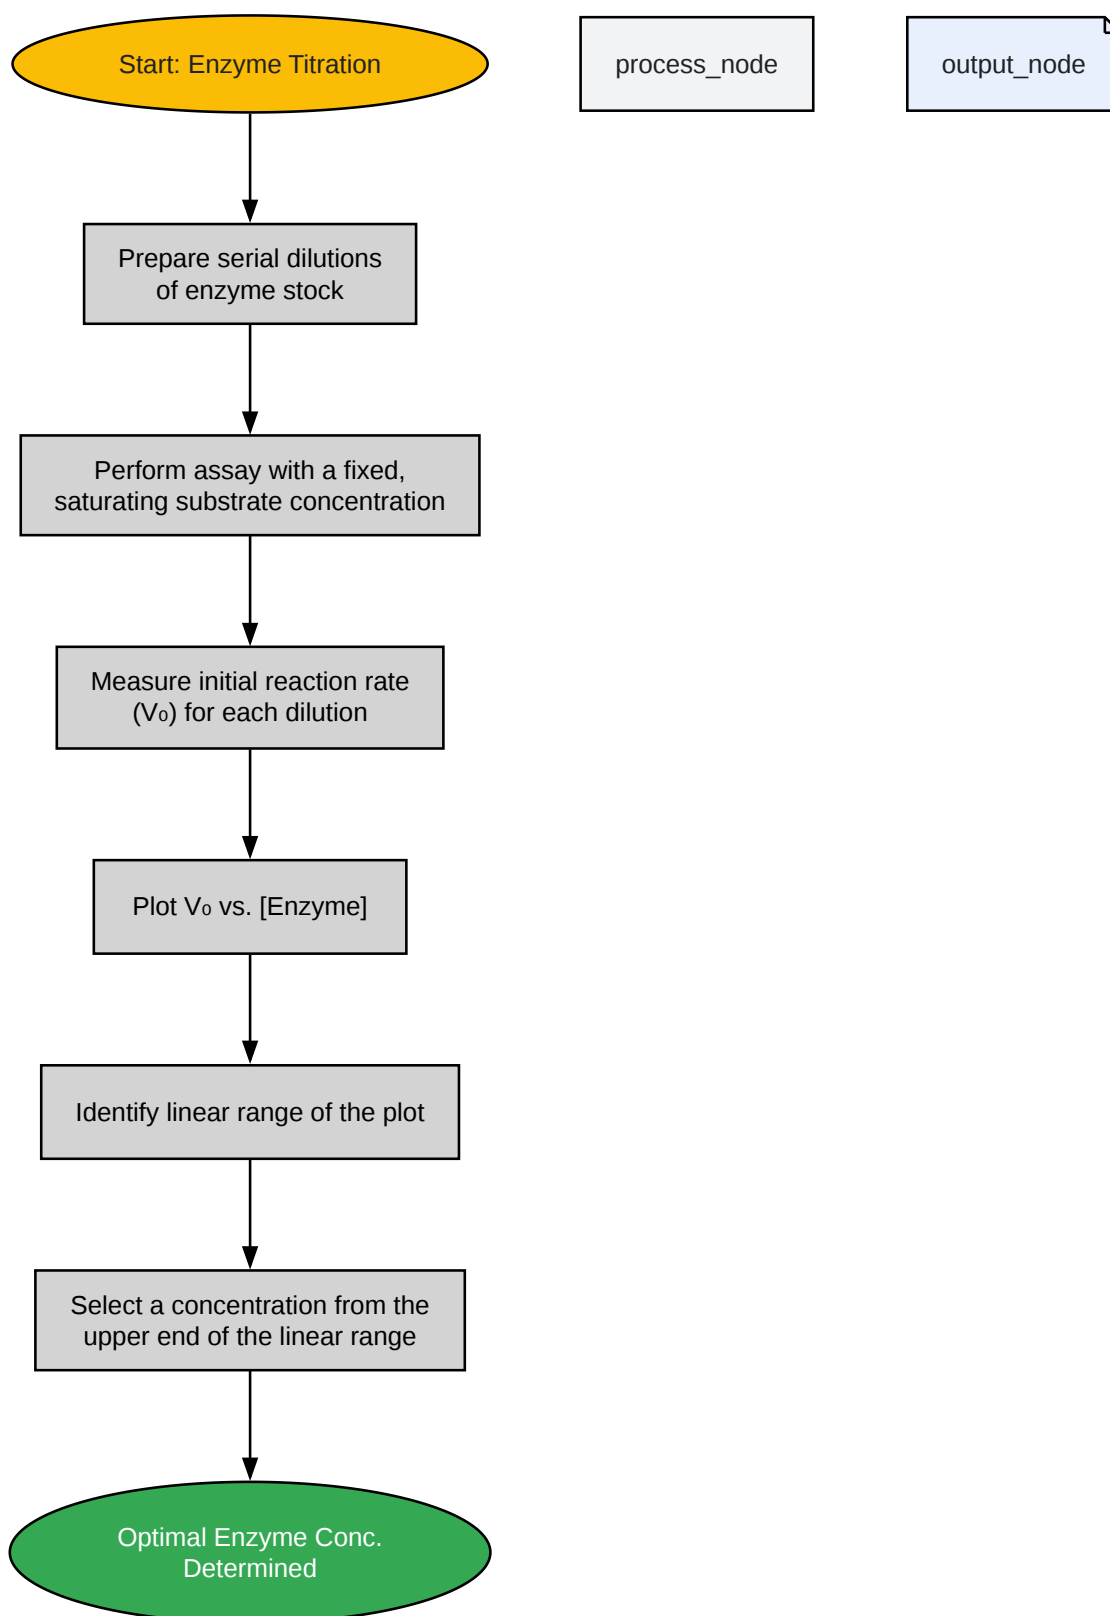 Start: Enzyme Titration
process_node
output_node
Prepare serial dilutions
of enzyme stock
Perform assay with a fixed,
saturating substrate concentration
Measure initial reaction rate
(V₀) for each dilution
Plot V₀ vs. [Enzyme]
Identify linear range of the plot
Select a concentration from the
upper end of the linear range
Optimal Enzyme Conc.
Determined